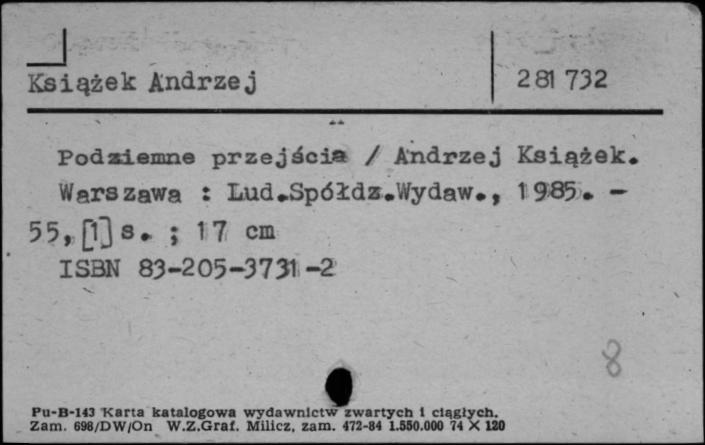 Książek Andrzej 281 732
Podziemne przejścia / Andrzej Książek.
Warszawa : Lud.Spółdz.Wydaw., 1985. -
55, [1] s. ; 17 cm
ISBN 83-205-3731-2
8
Pu-B-143 Karta katalogowa wydawnictw zwartych i ciągłych.
Zam. 698/DW/On W.Z.Graf. Milicz, zam. 472-84 1.550.000 74 X 120